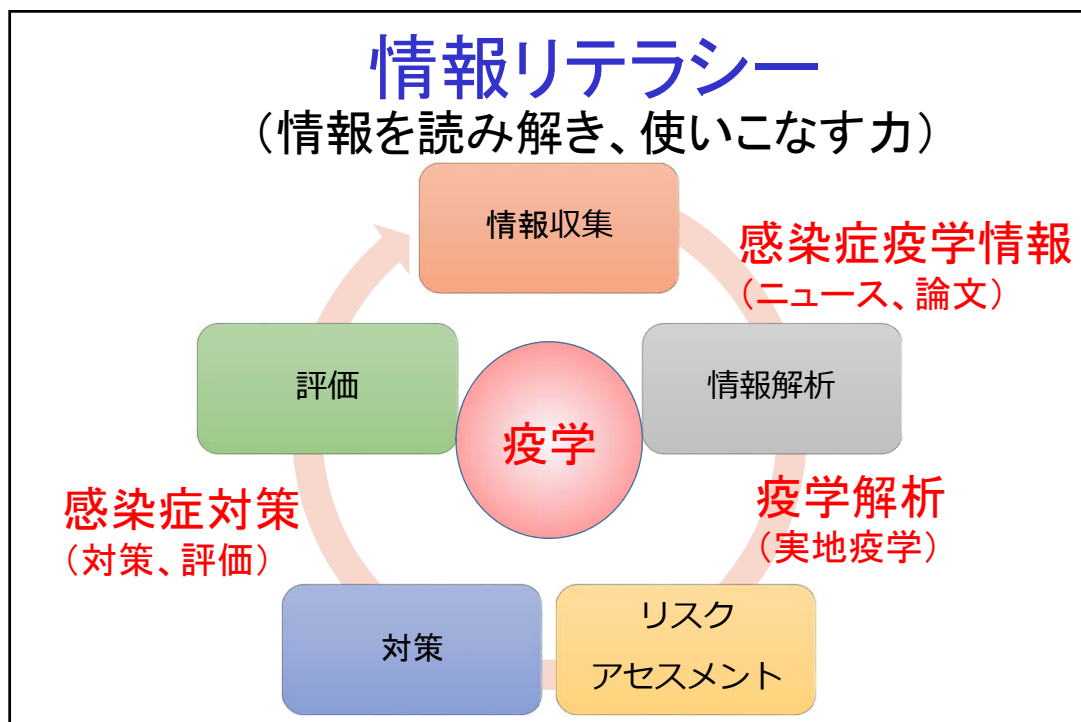 情報リテラシー
（情報を読み解き、使いこなす力）
情報収集
感染症疫学情報
（ニュース、論文）
評価
疫学
情報解析
感染症対策
（対策、評価）
疫学解析
（実地疫学）
対策
リスク
アセスメント